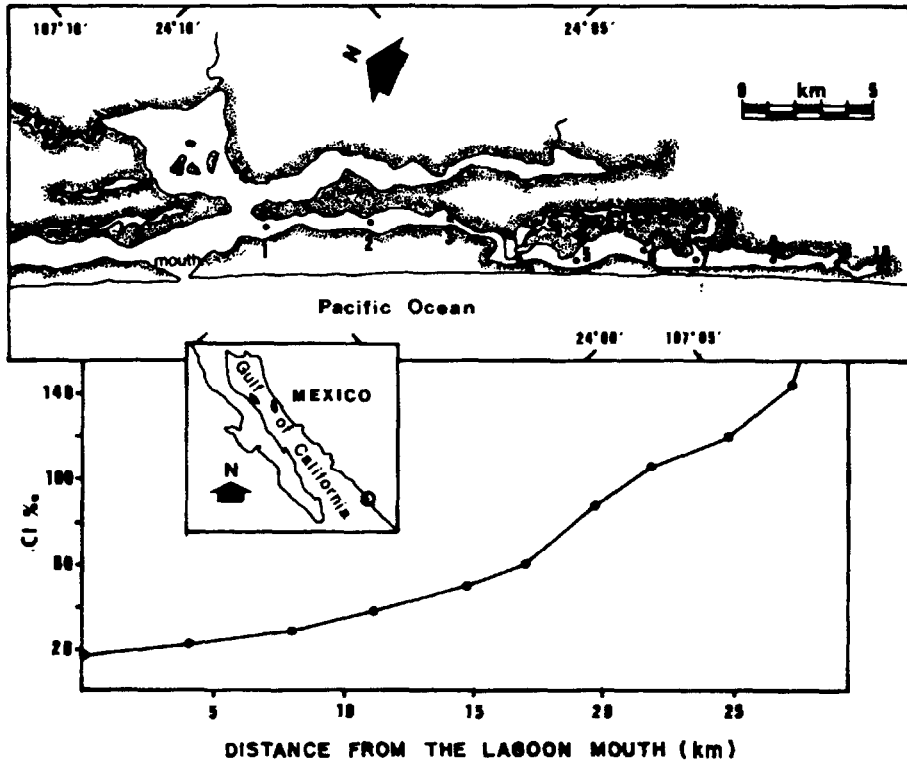 107°10' 24°10' 24°05'
N
0 km 5
mouth
1 2 3 5
Pacific Ocean
24°00' 107°05'
Gulf of California
MEXICO
N
Cl ‰
140
100
60
20
5 10 15 20 25
DISTANCE FROM THE LAGOON MOUTH (km)